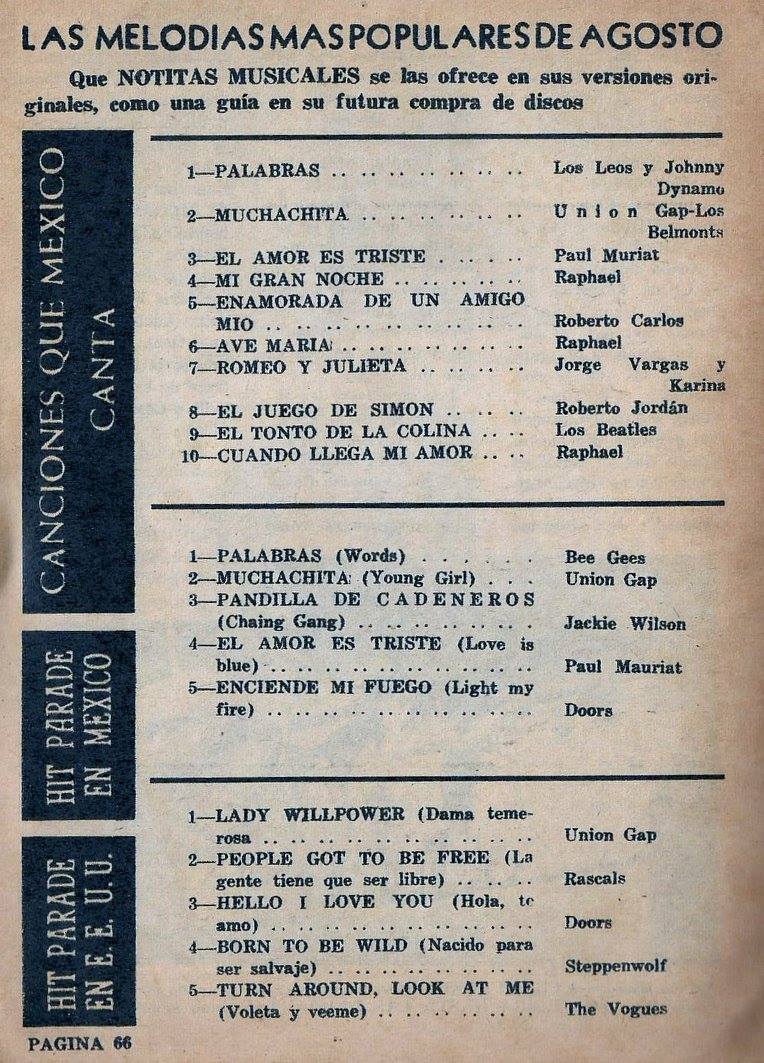 LAS MELODIAS MAS POPULARES DE AGOSTO
Que NOTITAS MUSICALES se las ofrece en sus versiones ori-
ginales, como una guía en su futura compra de discos
CANCIONES QUE MEXICO
CANTA
1—PALABRAS .. .. .. .. .. .. .. Los Leos y Johnny
Dynamo
2—MUCHACHITA .. .. .. .. .. .. Union Gap-Los
Belmonts
3—EL AMOR ES TRISTE . .. .. .. Paul Muriat
4—MI GRAN NOCHE .. .. .. .. .. Raphael
5—ENAMORADA DE UN AMIGO
MIO .. .. .. .. .. .. .. .. .. Roberto Carlos
6—AVE MARIA .. .. .. .. .. .. .. Raphael
7—ROMEO Y JULIETA .. .. .. .. Jorge Vargas y
Karina
8—EL JUEGO DE SIMON .. .. .. Roberto Jordán
9—EL TONTO DE LA COLINA .. .. Los Beatles
10—CUANDO LLEGA MI AMOR .. .. Raphael
HIT PARADE
EN MEXICO
1—PALABRAS (Words) . . . . . . Bee Gees
2—MUCHACHITA (Young Girl) . . . Union Gap
3—PANDILLA DE CADENEROS
(Chaing Gang) .. .. .. .. .. .. Jackie Wilson
4—EL AMOR ES TRISTE (Love is
blue) .. .. .. .. .. .. .. .. .. Paul Mauriat
5—ENCIENDE MI FUEGO (Light my
fire) .. .. .. .. .. .. .. .. .. Doors
HIT PARADE
EN E. E. U. U.
1—LADY WILLPOWER (Dama teme-
rosa .. .. .. .. .. .. .. .. .. Union Gap
2—PEOPLE GOT TO BE FREE (La
gente tiene que ser libre) .. .. .. Rascals
3—HELLO I LOVE YOU (Hola, te
amo) .. .. .. .. .. .. .. .. .. Doors
4—BORN TO BE WILD (Nacido para
ser salvaje) .. .. .. .. .. .. .. Steppenwolf
5—TURN AROUND, LOOK AT ME
(Voleta y veeme) .. .. .. .. .. The Vogues
PAGINA 66